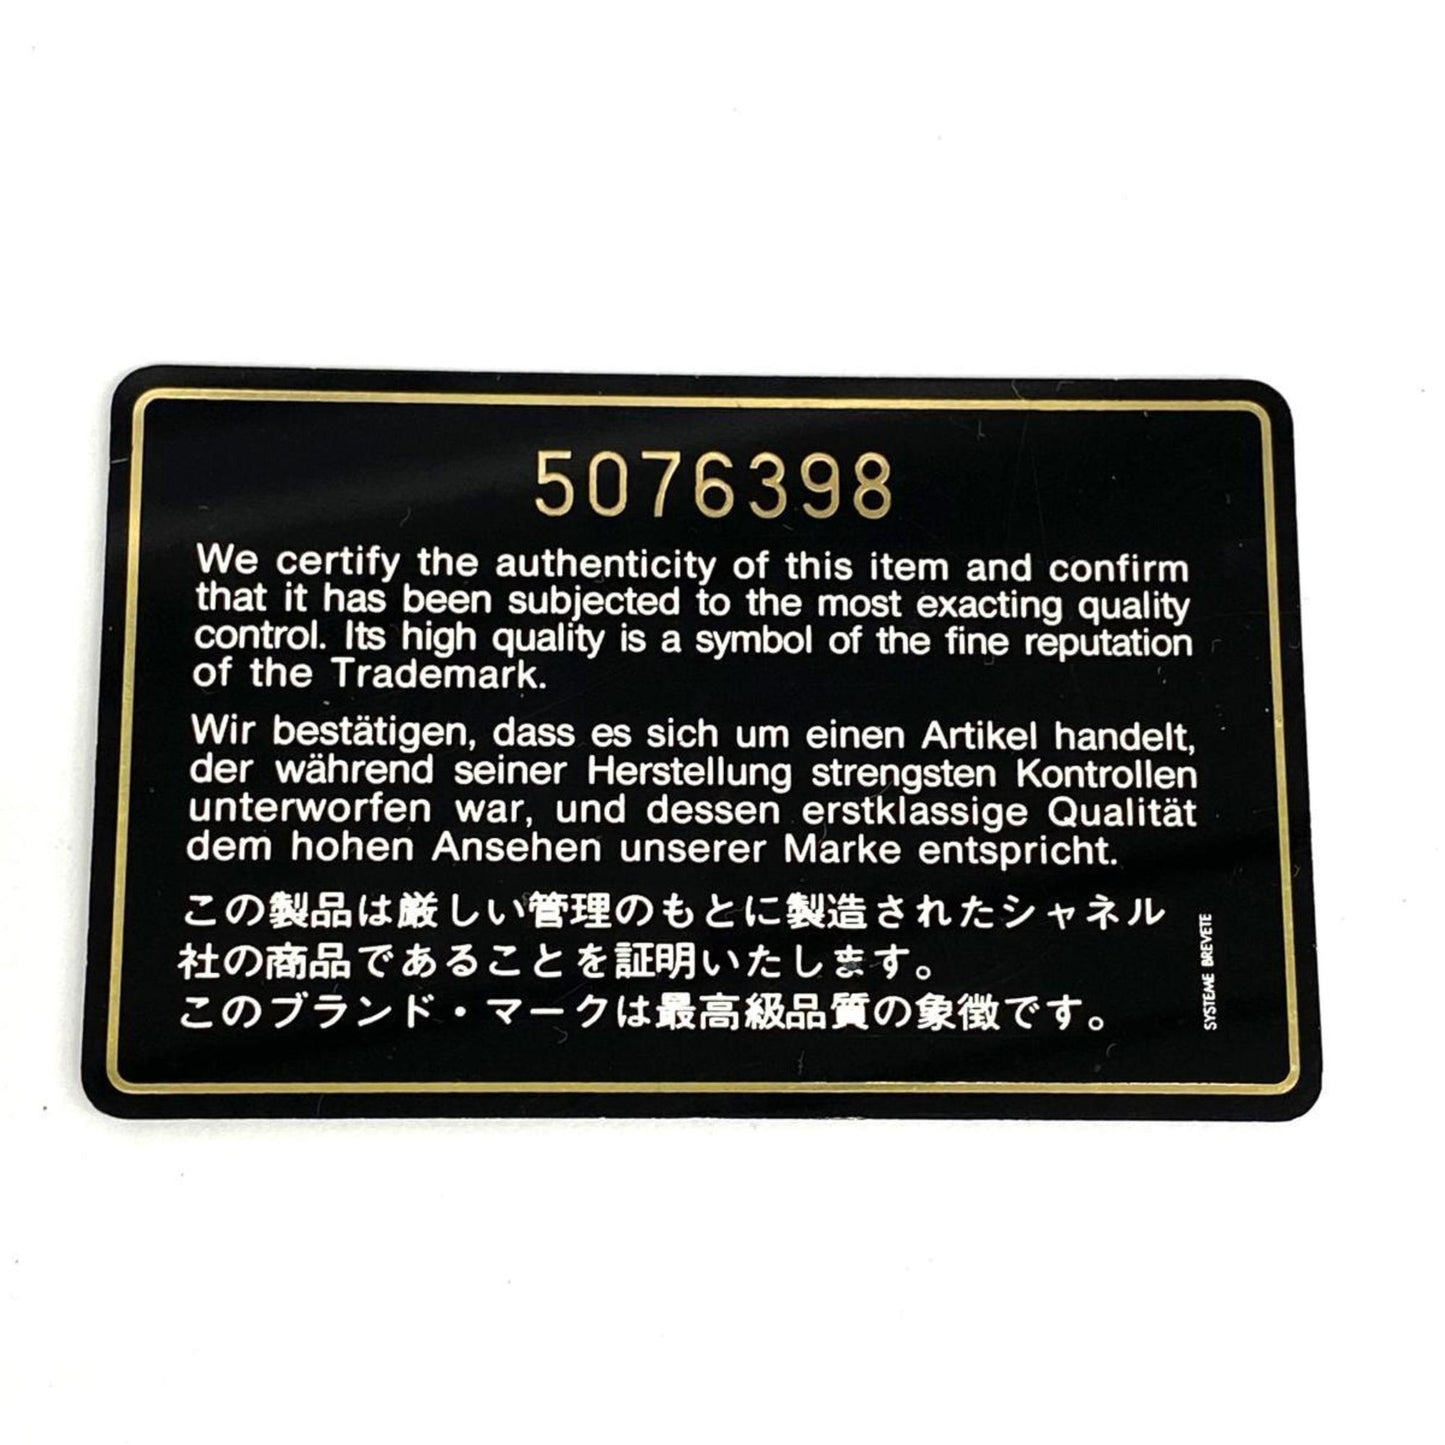 5076398
We certify the authenticity of this item and confirm
that it has been subjected to the most exacting quality
control. Its high quality is a symbol of the fine reputation
of the Trademark.
Wir bestätigen, dass es sich um einen Artikel handelt,
der während seiner Herstellung strengsten Kontrollen
unterworfen war, und dessen erstklassige Qualität
dem hohen Ansehen unserer Marke entspricht.
この製品は厳しい管理のもとに製造されたシャネル
社の商品であることを証明いたします。
このブランド・マークは最高級品質の象徴です。
SYSTEME BREVETE